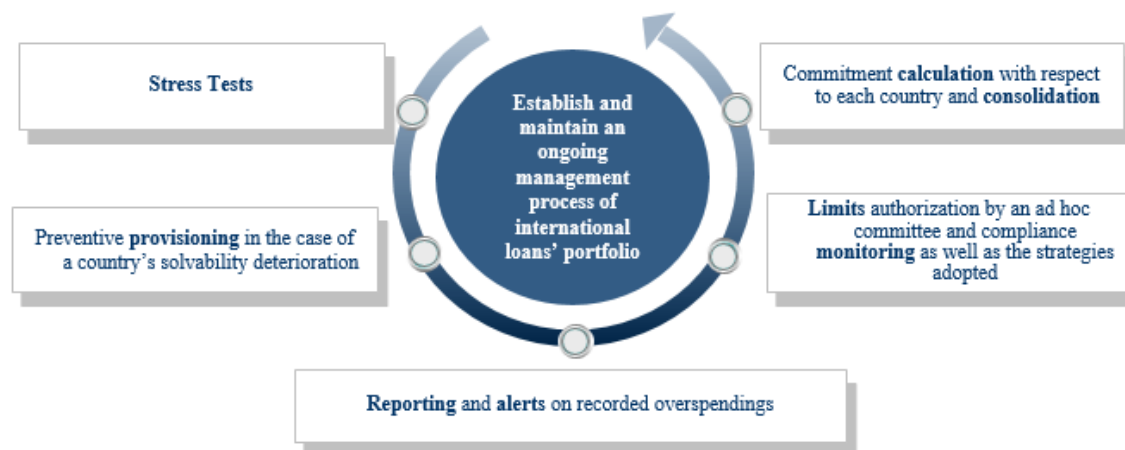 Stress Tests
Preventive provisioning in the case of
a country's solvability deterioration
Establish and
maintain an
ongoing
management
process of
international
loans' portfolio
Commitment calculation with respect
to each country and consolidation
Limits authorization by an ad hoc
committee and compliance
monitoring as well as the strategies
adopted
Reporting and alerts on recorded overspendings